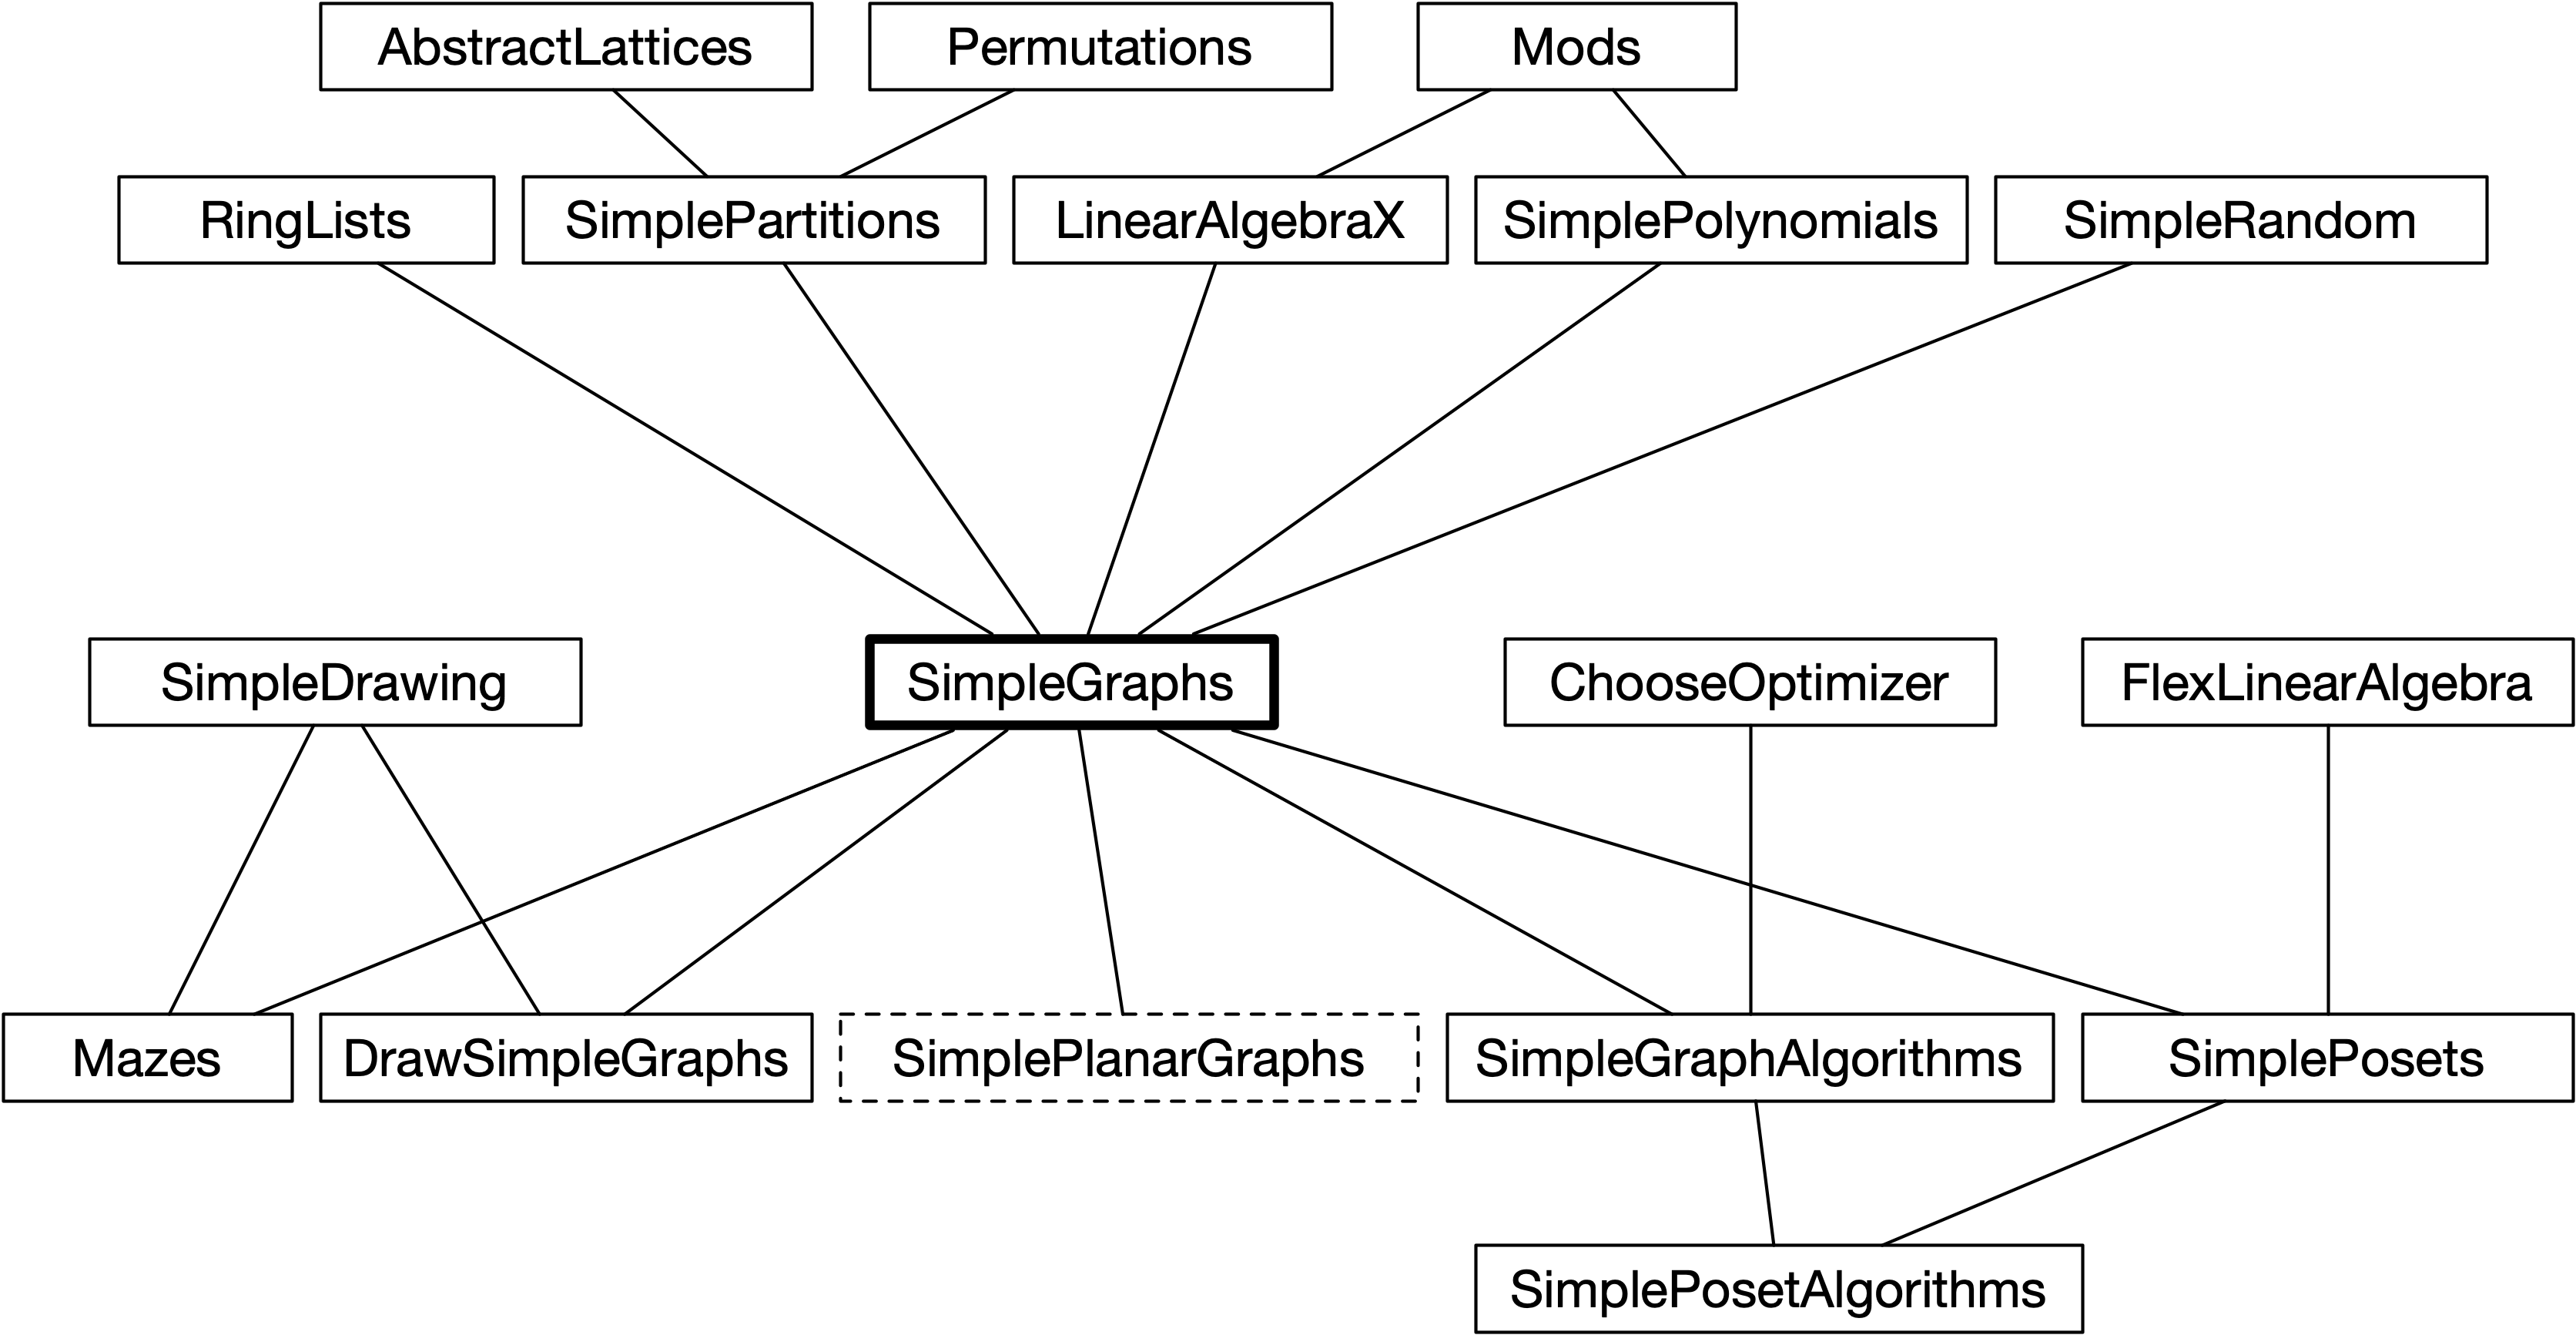 AbstractLattices
Permutations
Mods
RingLists
SimplePartitions
LinearAlgebraX
SimplePolynomials
SimpleRandom
SimpleDrawing
SimpleGraphs
ChooseOptimizer
FlexLinearAlgebra
Mazes
DrawSimpleGraphs
SimplePlanarGraphs
SimpleGraphAlgorithms
SimplePosets
SimplePosetAlgorithms